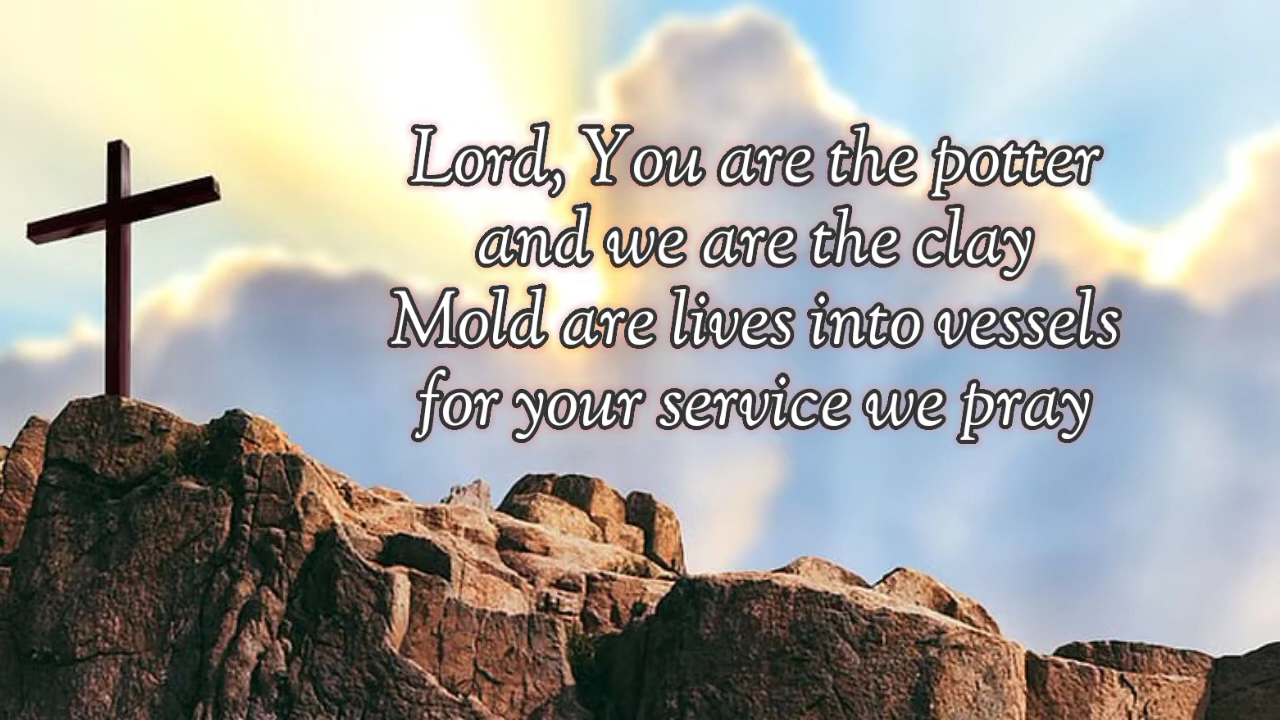 Lord, You are the potter
and we are the clay
Mold are lives into vessels
for your service we pray